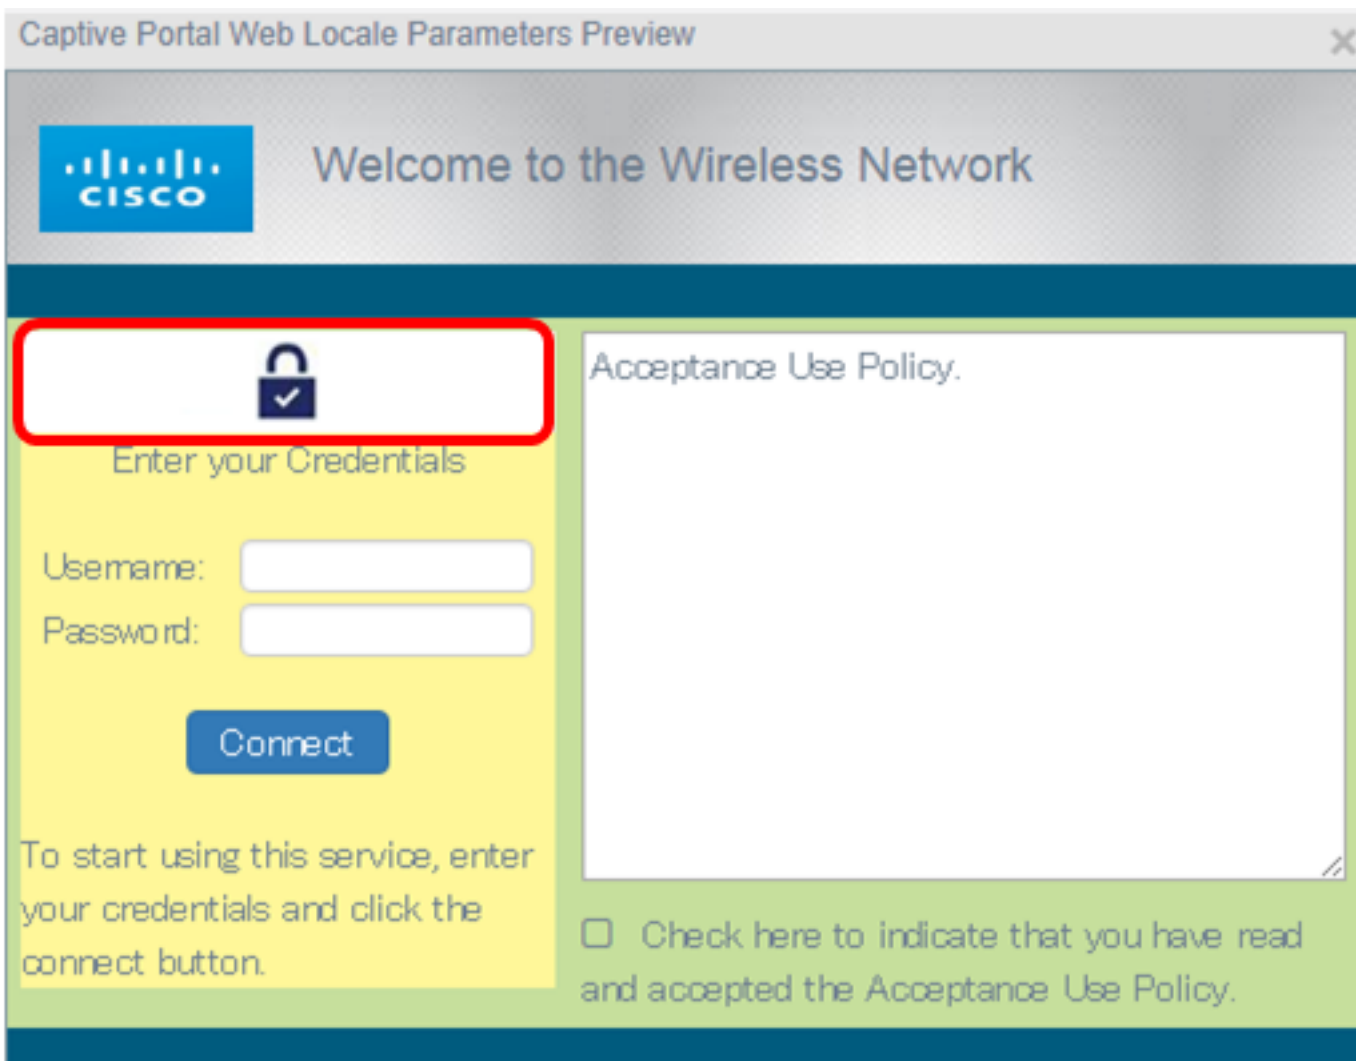 Captive Portal Web Locale Parameters Preview
CISCO
Welcome to the Wireless Network
Enter your Credentials
Username:
Password:
Connect
To start using this service, enter
your credentials and click the
connect button.
Acceptance Use Policy.
Check here to indicate that you have read
and accepted the Acceptance Use Policy.